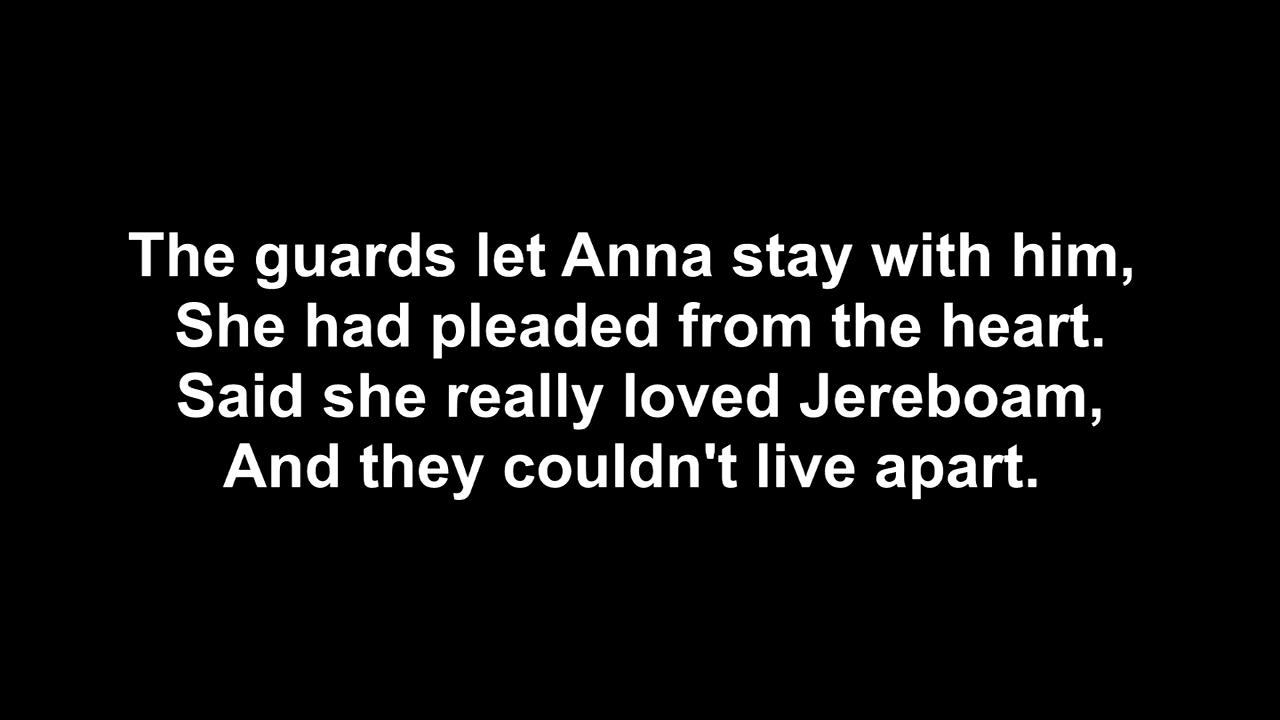 The guards let Anna stay with him,
She had pleaded from the heart.
Said she really loved Jereboam,
And they couldn't live apart.